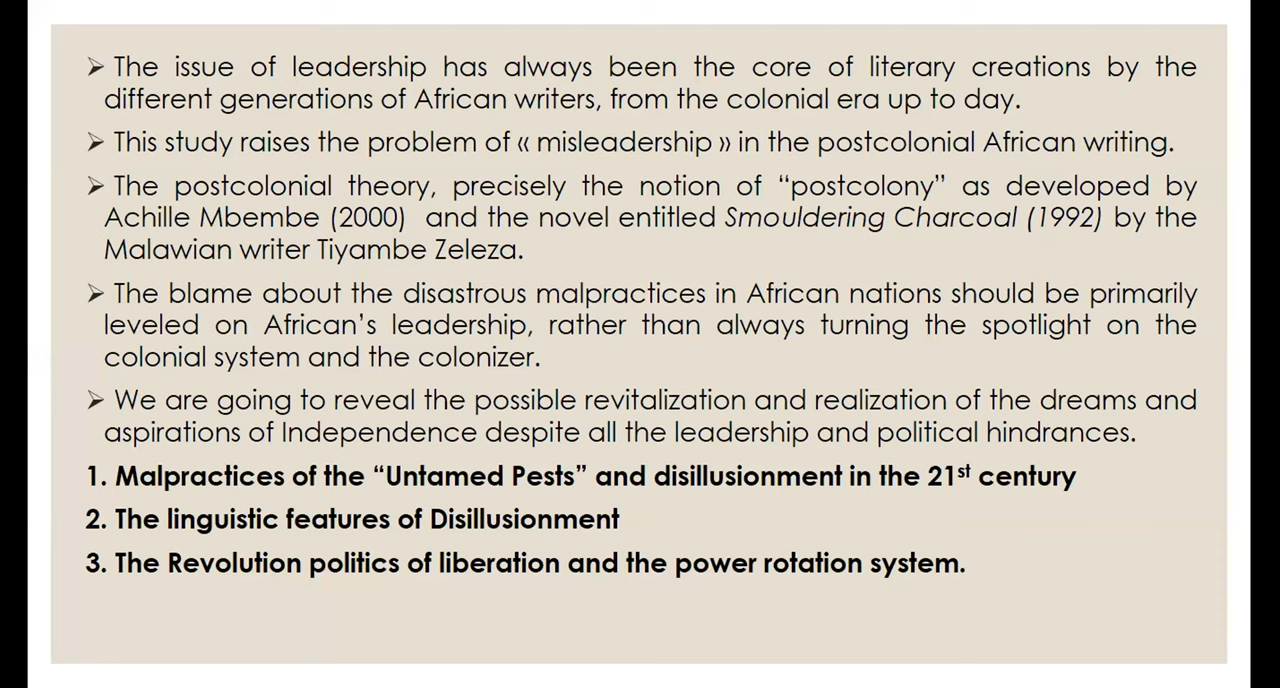 ➢ The issue of leadership has always been the core of literary creations by the
different generations of African writers, from the colonial era up to day.
➢ This study raises the problem of « misleadership » in the postcolonial African writing.
➢ The postcolonial theory, precisely the notion of “postcolony” as developed by
Achille Mbembe (2000) and the novel entitled Smouldering Charcoal (1992) by the
Malawian writer Tiyambe Zeleza.
➢ The blame about the disastrous malpractices in African nations should be primarily
leveled on African’s leadership, rather than always turning the spotlight on the
colonial system and the colonizer.
➢ We are going to reveal the possible revitalization and realization of the dreams and
aspirations of Independence despite all the leadership and political hindrances.
1. Malpractices of the “Untamed Pests” and disillusionment in the 21st century
2. The linguistic features of Disillusionment
3. The Revolution politics of liberation and the power rotation system.